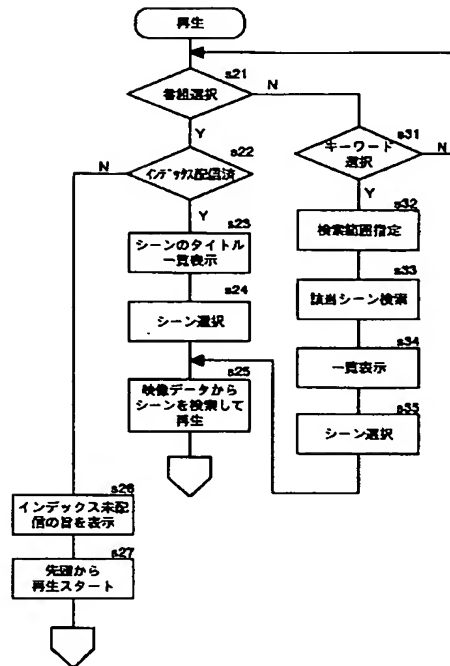 再生
s21
番組選択
N
Y
s22
N
インデックス配信済
Y
s23
シーンのタイトル
一覧表示
s24
シーン選択
s25
映像データから
シーンを検索して
再生
s31
キーワード
選択
N
Y
s32
検索範囲指定
s33
該当シーン検索
s34
一覧表示
s35
シーン選択
s26
インデックス未配
信の旨を表示
s27
先頭から
再生スタート